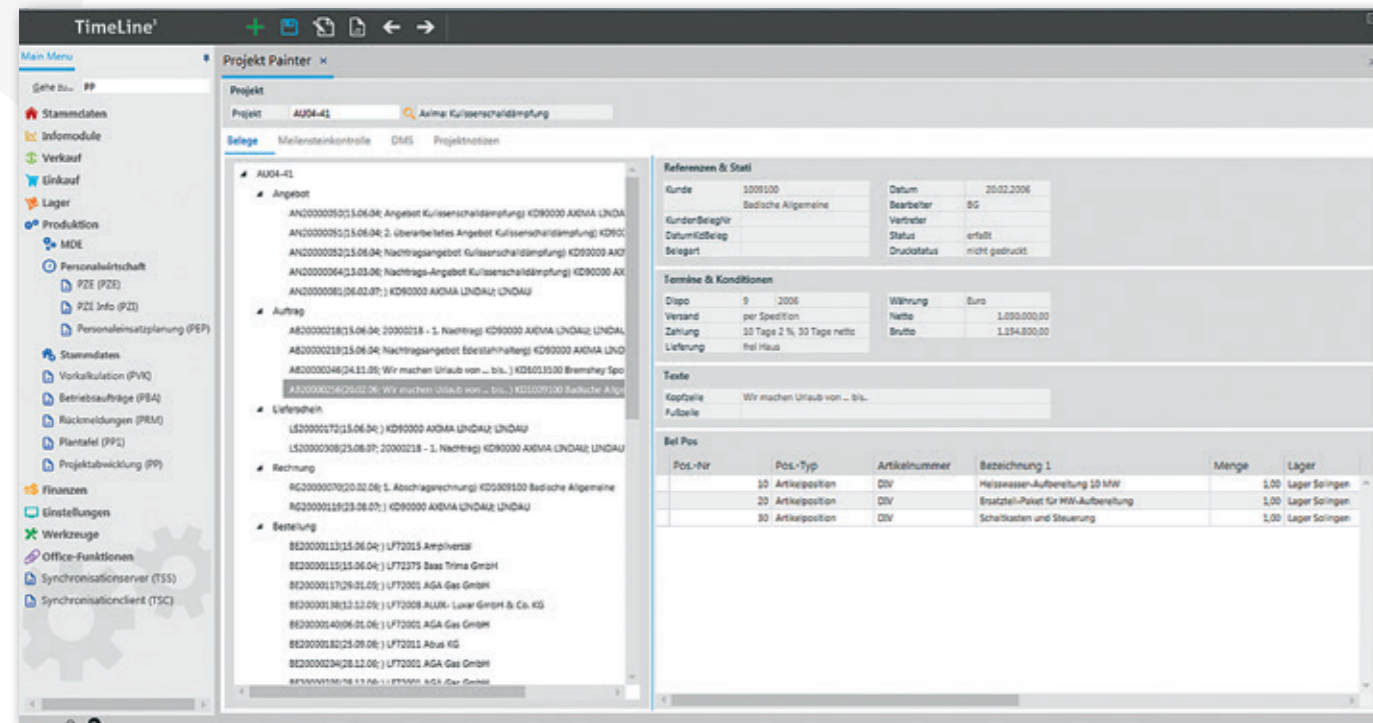 TimeLine³
Main Menu
Projekt Painter ×
Gehe zu... PP
Projekt
Projekt AU04-41 Axima: Kulissenschalldämpfung
Belege Meilensteinkontrolle DMS Projektnotizen
Stammdaten
Infomodule
Verkauf
Einkauf
Lager
Produktion
MDE
Personalwirtschaft
PZE (PZE)
PZE Info (PZI)
Personaleinsatzplanung (PEP)
Stammdaten
Vorkalkulation (PVK)
Betriebsaufträge (PBA)
Rückmeldungen (PRM)
Plantafel (PP1)
Projektabwicklung (PP)
Finanzen
Einstellungen
Werkzeuge
Office-Funktionen
Synchronisationserver (TSS)
Synchronisationclient (TSC)
AU04-41
Angebot
AN20000050(15.06.04; Angebot Kulissenschalldämpfung) KD90000 AXIMA LINDA
AN20000051(15.06.04; 2. überarbeitetes Angebot Kulissenschalldämpfung) KD900
AN20000052(15.06.04; Nachtragsangebot Kulissenschalldämpfung) KD90000 AXI
AN20000064(13.03.06; Nachtrags-Angebot Kulissenschalldämpfung) KD90000 AX
AN20000081(06.02.07; ) KD90000 AXIMA LINDAU; LINDAU
Auftrag
AB20000218(15.06.04; 20000218 - 1. Nachtrag) KD90000 AXIMA LINDAU; LINDAU
AB20000219(15.06.04; Nachtragsangebot Edelstahlhalterg) KD90000 AXIMA LIND
AB20000246(24.11.05; Wir machen Urlaub von ... bis.. ) KD1013100 Bremshey Spo
AB20000256(20.02.06; Wir machen Urlaub von ... bis.. ) KD1009100 Badische Allge
Lieferschein
LS20000172(15.06.04; ) KD90000 AXIMA LINDAU; LINDAU
LS20000308(23.08.07; 20000218 - 1. Nachtrag) KD90000 AXIMA LINDAU; LINDAU
Rechnung
RG20000070(20.02.06; 1. Abschlagsrechnung) KD1009100 Badische Allgemeine
RG20000119(23.08.07; ) KD90000 AXIMA LINDAU; LINDAU
Bestellung
BE20000113(15.06.04; ) LF72015 Ampliversal
BE20000115(15.06.04; ) LF72375 Baas Trima GmbH
BE20000117(29.01.05; ) LF72001 AGA Gas GmbH
BE20000138(12.12.05; ) LF72008 ALUX- Luxar GmbH & Co. KG
BE20000140(06.01.06; ) LF72001 AGA Gas GmbH
BE20000182(25.09.06; ) LF72011 Abus KG
BE20000234(28.12.06; ) LF72001 AGA Gas GmbH
Referenzen & Stati
Kunde 1009100 Datum 20.02.2006
Badische Allgemeine Bearbeiter BG
KundenBelegNr Vertreter
DatumKdBeleg Status erfaßt
Belegart Druckstatus nicht gedruckt
Termine & Konditionen
Dispo 9 2006 Währung Euro
Versand per Spedition Netto 1.030.000,00
Zahlung 10 Tage 2 %, 30 Tage netto Brutto 1.194.800,00
Lieferung frei Haus
Texte
Kopfzeile Wir machen Urlaub von ... bis..
Fußzeile
Bel Pos
Pos.-Nr Pos.-Typ Artikelnummer Bezeichnung 1 Menge Lager
10 Artikelposition DIV Heisswasser-Aufbereitung 10 MW 1,00 Lager Solingen
20 Artikelposition DIV Ersatzteil-Paket für HW-Aufbereitung 1,00 Lager Solingen
30 Artikelposition DIV Schaltkasten und Steuerung 1,00 Lager Solingen